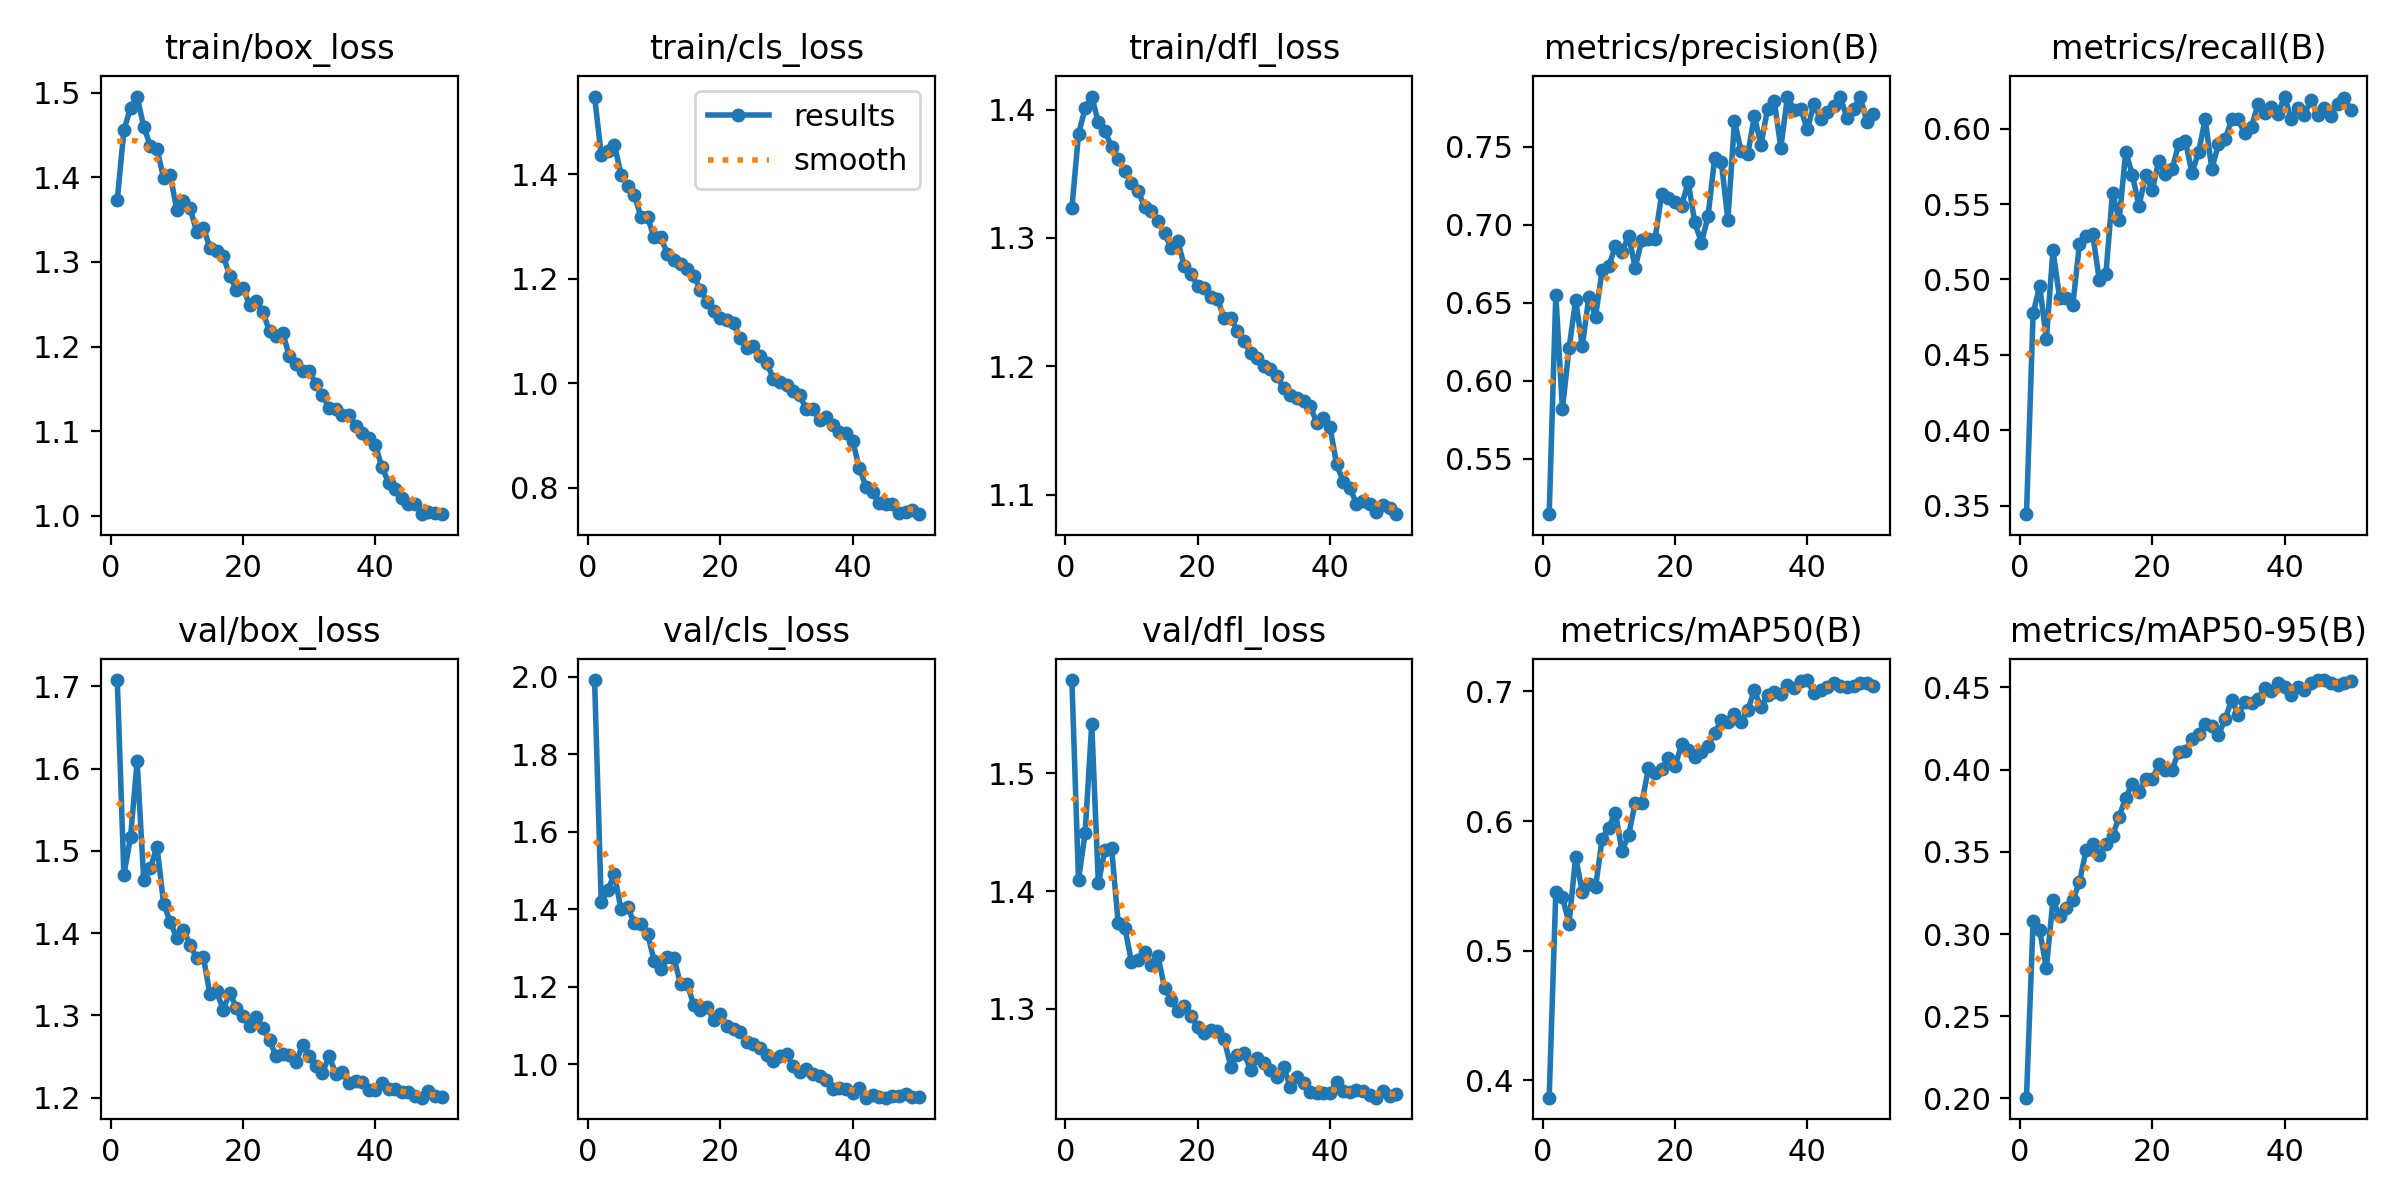 train/box_loss
1.5
1.4
1.3
1.2
1.1
1.0
0 20 40
train/cls_loss
results
smooth
1.4
1.2
1.0
0.8
0 20 40
train/dfl_loss
1.4
1.3
1.2
1.1
0 20 40
metrics/precision(B)
0.75
0.70
0.65
0.60
0.55
0 20 40
metrics/recall(B)
0.60
0.55
0.50
0.45
0.40
0.35
0 20 40
val/box_loss
1.7
1.6
1.5
1.4
1.3
1.2
0 20 40
val/cls_loss
2.0
1.8
1.6
1.4
1.2
1.0
0 20 40
val/dfl_loss
1.5
1.4
1.3
0 20 40
metrics/mAP50(B)
0.7
0.6
0.5
0.4
0 20 40
metrics/mAP50-95(B)
0.45
0.40
0.35
0.30
0.25
0.20
0 20 40